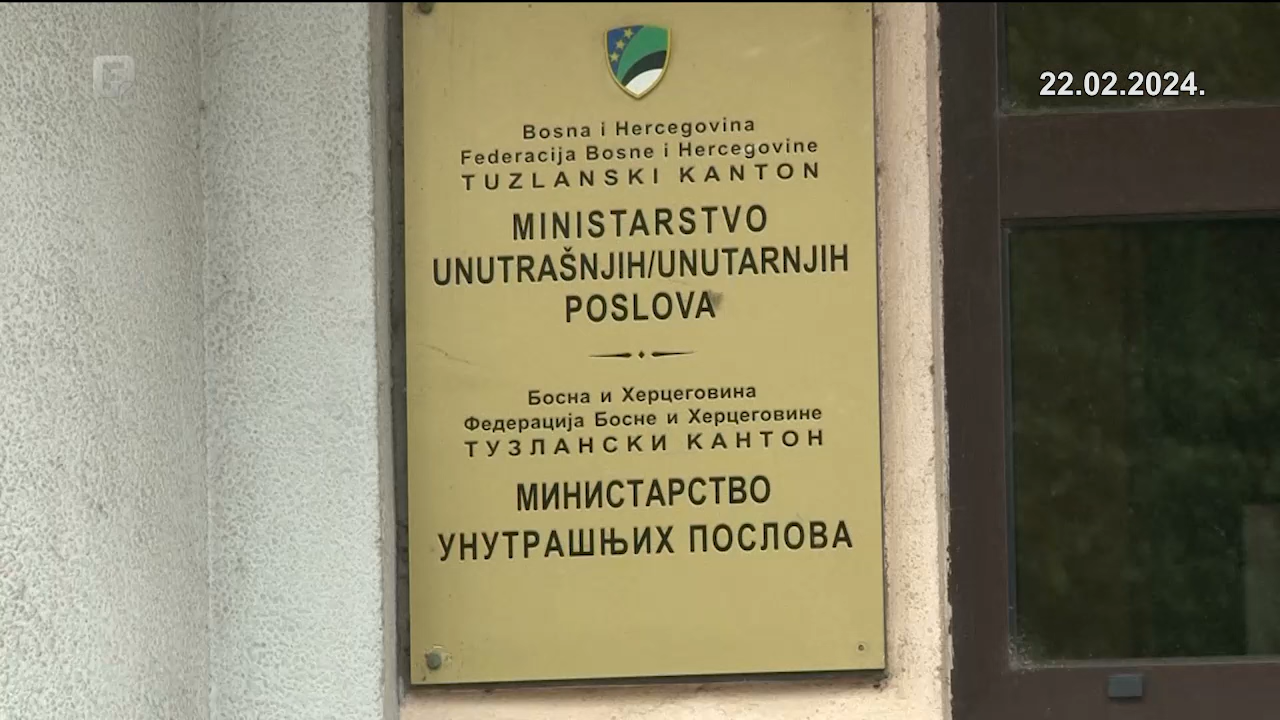 22.02.2024.
Bosna i Hercegovina
Federacija Bosne i Hercegovine
TUZLANSKI KANTON
MINISTARSTVO
UNUTRAŠNJIH/UNUTARNJIH
POSLOVA
Босна и Херцеговина
Федерација Босне и Херцеговине
ТУЗЛАНСКИ КАНТОН
МИНИСТАРСТВО
УНУТРАШЊИХ ПОСЛОВА